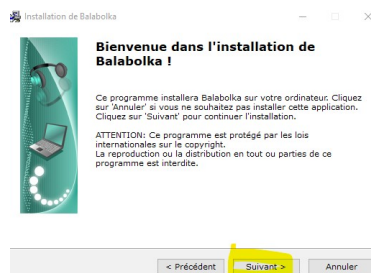 Installation de Balabolka
Bienvenue dans l'installation de
Balabolka !
Ce programme installera Balabolka sur votre ordinateur. Cliquez
sur 'Annuler' si vous ne souhaitez pas installer cette application.
Cliquez sur 'Suivant' pour continuer l'installation.
ATTENTION: Ce programme est protégé par les lois
internationales sur le copyright.
La reproduction ou la distribution en tout ou parties de ce
programme est interdite.
< Précédent Suivant > Annuler